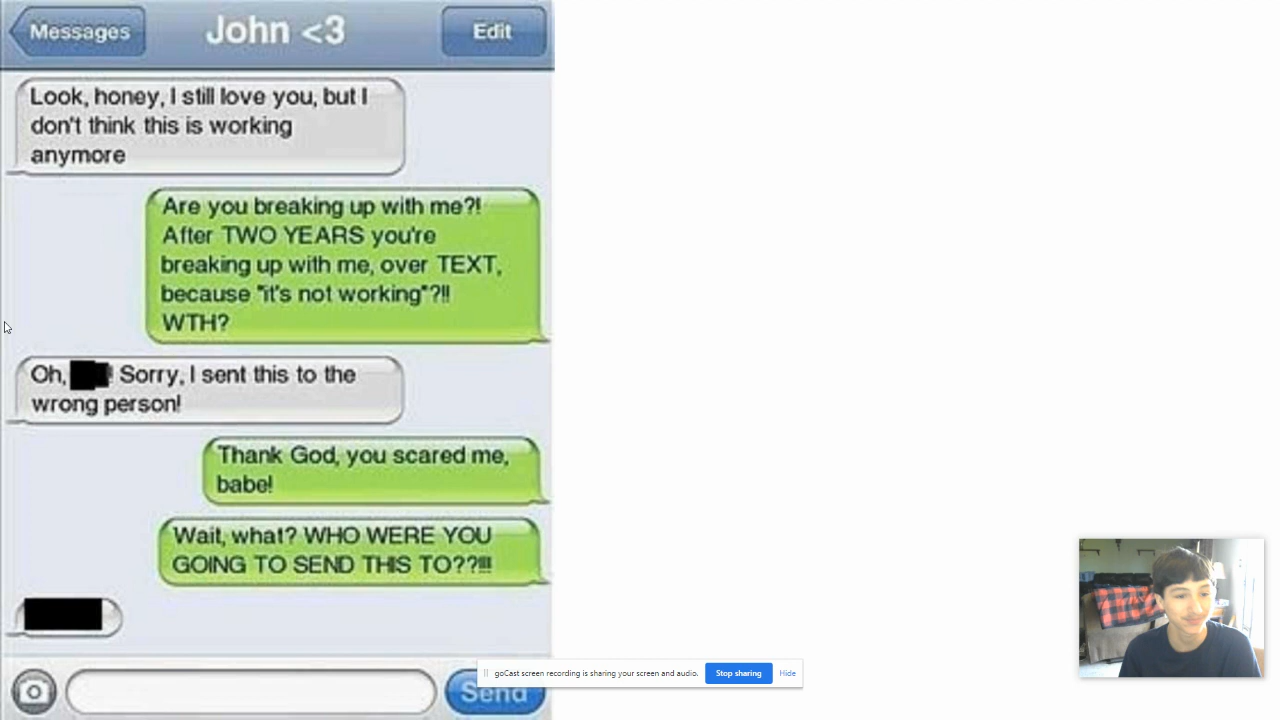 Messages
John <3
Edit
Look, honey, I still love you, but I
don't think this is working
anymore
Are you breaking up with me?!
After TWO YEARS you're
breaking up with me, over TEXT,
because "it's not working"?!!
WTH?
Oh, ! Sorry, I sent this to the
wrong person!
Thank God, you scared me,
babe!
Wait, what? WHO WERE YOU
GOING TO SEND THIS TO??!!!
Send
goCast screen recording is sharing your screen and audio.
Stop sharing
Hide